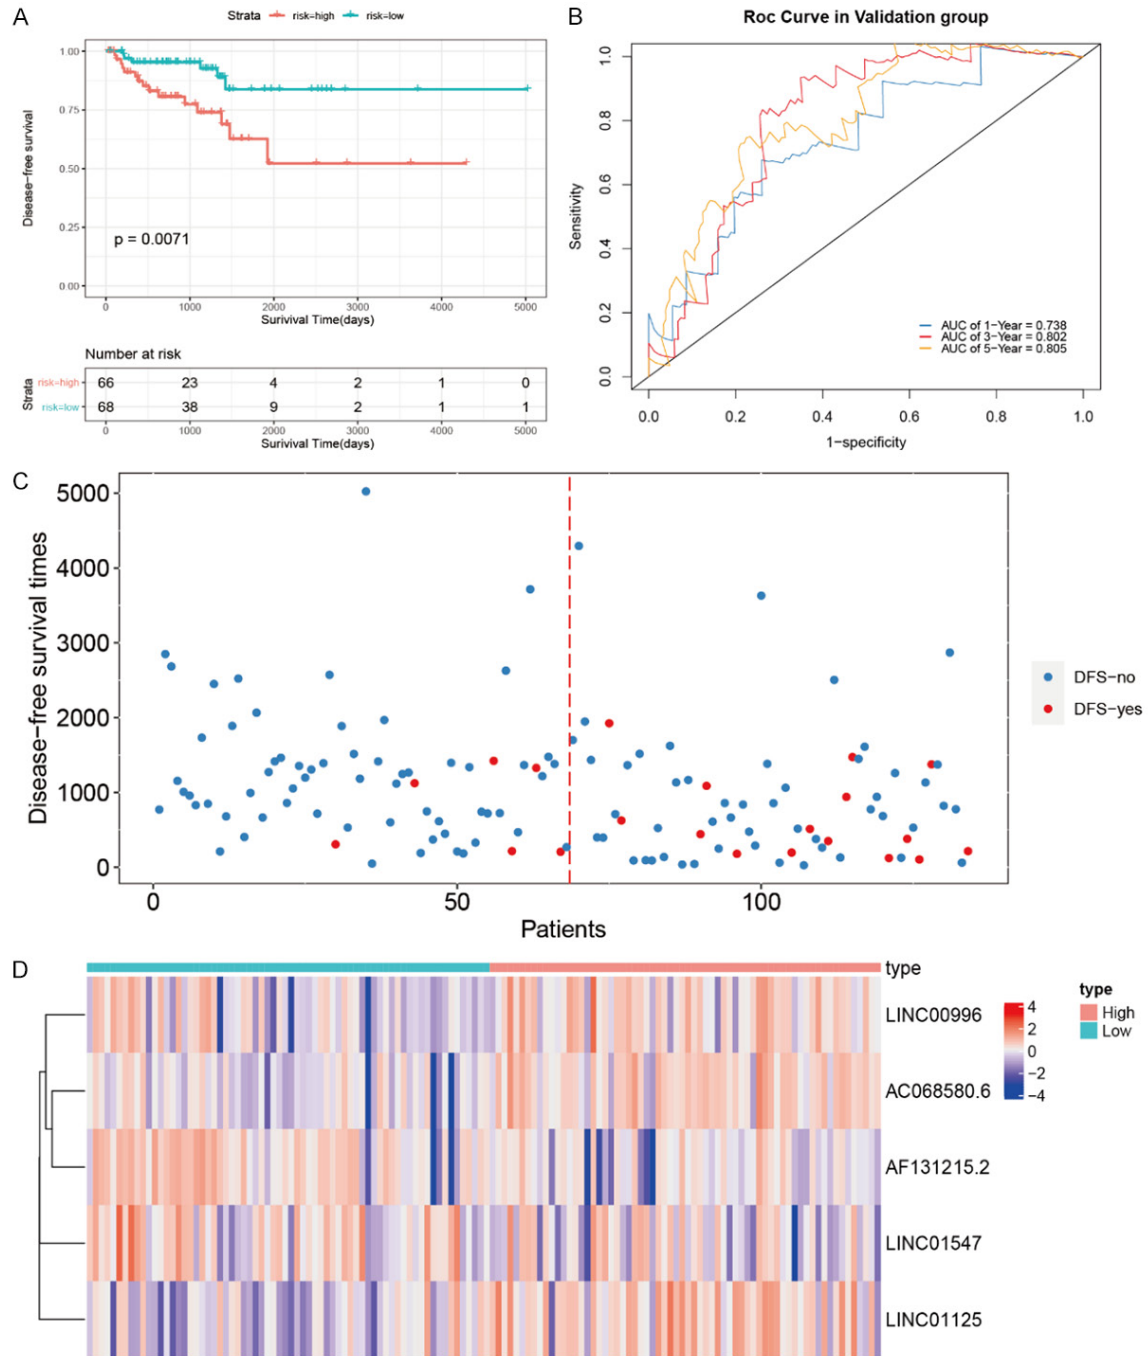 A
Strata risk=high risk=low
Disease-free survival
1.00
0.75
0.50
0.25
0.00
p = 0.0071
0 1000 2000 3000 4000 5000
Surivival Time(days)
Number at risk
Strata
risk=high 66 23 4 2 1 0
risk=low 68 38 9 2 1 1
0 1000 2000 3000 4000 5000
Surivival Time(days)
B
Roc Curve in Validation group
Sensitivity
1.0
0.8
0.6
0.4
0.2
0.0
AUC of 1-Year = 0.738
AUC of 3-Year = 0.802
AUC of 5-Year = 0.805
0.0 0.2 0.4 0.6 0.8 1.0
1-specificity
C
Disease-free survival times
5000
4000
3000
2000
1000
0
0 50 100
Patients
DFS-no
DFS-yes
D
type
LINC00996
AC068580.6
AF131215.2
LINC01547
LINC01125
4
2
0
-2
-4
type
High
Low